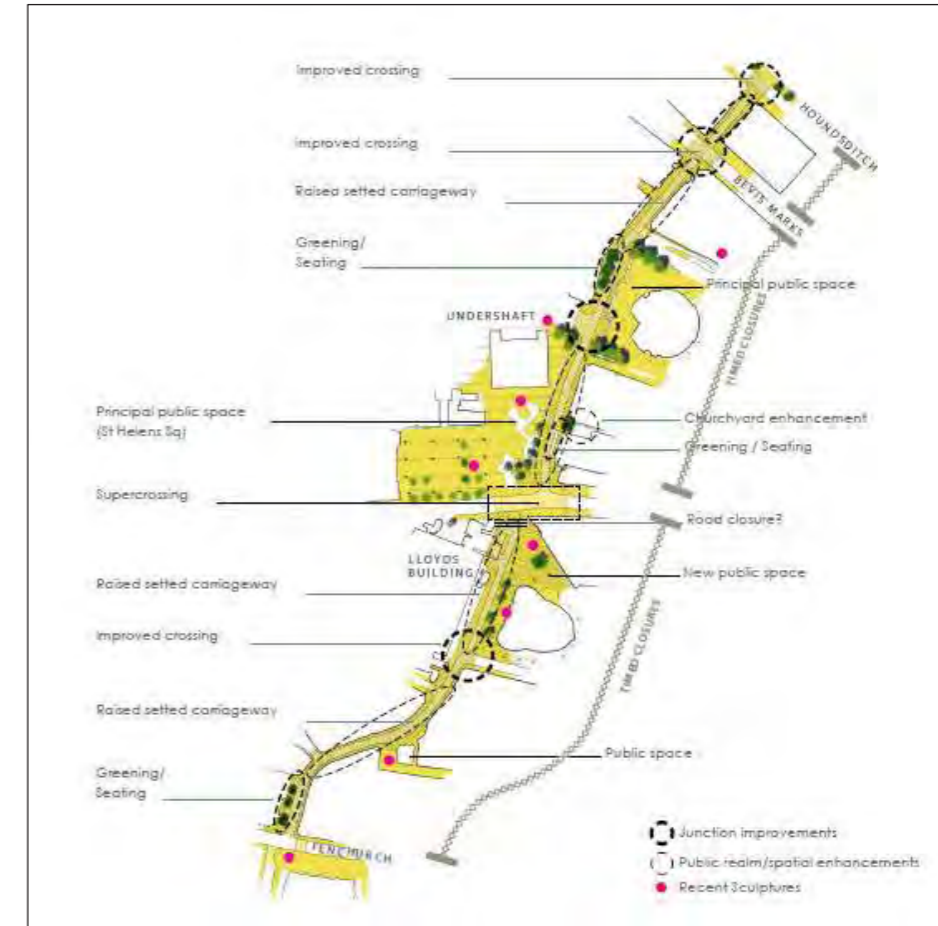 Improved crossing
HOUNDSDITCH
Improved crossing
BEVIS MARKS
Raised setted carriageway
Greening/
Seating
Principal public space
UNDERSHAFT
TIMED CLOSURES
Principal public space
(St Helens Sq)
Churchyard enhancement
Greening / Seating
Supercrossing
Road closure?
LLOYDS
BUILDING
New public space
Raised setted carriageway
Improved crossing
TIMED CLOSURES
Raised setted carriageway
Public space
Greening/
Seating
FENCHURCH
Junction improvements
Public realm/spatial enhancements
Recent Sculptures